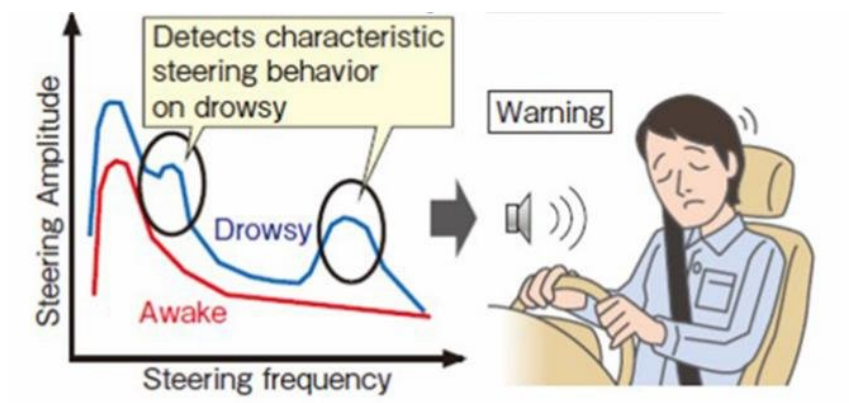 Detects characteristic
steering behavior
on drowsy
Steering Amplitude
Drowsy
Awake
Steering frequency
Warning